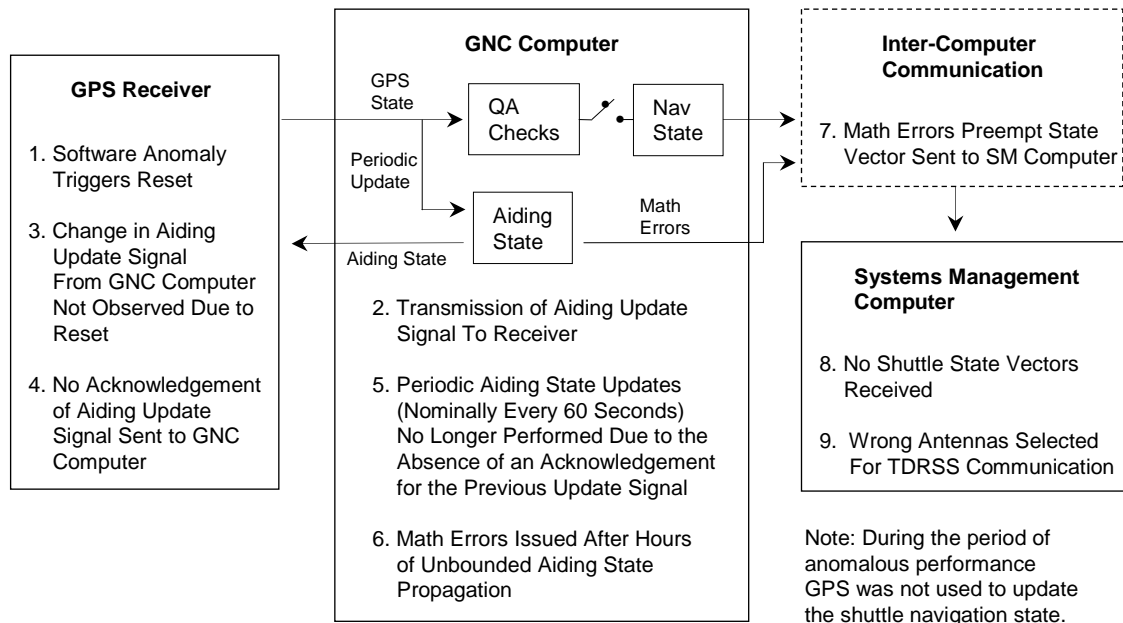 GPS Receiver
1. Software Anomaly
Triggers Reset
3. Change in Aiding
Update Signal
From GNC Computer
Not Observed Due to
Reset
4. No Acknowledgement
of Aiding Update
Signal Sent to GNC
Computer
GNC Computer
GPS
State
QA
Checks
Nav
State
Periodic
Update
Aiding
State
Math
Errors
Aiding State
2. Transmission of Aiding Update
Signal To Receiver
5. Periodic Aiding State Updates
(Nominally Every 60 Seconds)
No Longer Performed Due to the
Absence of an Acknowledgement
for the Previous Update Signal
6. Math Errors Issued After Hours
of Unbounded Aiding State
Propagation
Inter-Computer
Communication
7. Math Errors Preempt State
Vector Sent to SM Computer
Systems Management
Computer
8. No Shuttle State Vectors
Received
9. Wrong Antennas Selected
For TDRSS Communication
Note: During the period of
anomalous performance
GPS was not used to update
the shuttle navigation state.